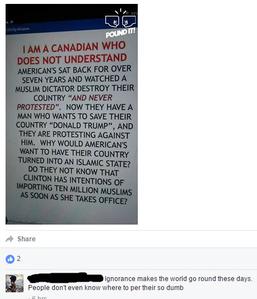 POUND IT!
I AM A CANADIAN WHO
DOES NOT UNDERSTAND
AMERICAN'S SAT BACK FOR OVER
SEVEN YEARS AND WATCHED A
MUSLIM DICTATOR DESTROY THEIR
COUNTRY "AND NEVER
PROTESTED". NOW THEY HAVE A
MAN WHO WANTS TO SAVE THEIR
COUNTRY "DONALD TRUMP", AND
THEY ARE PROTESTING AGAINST
HIM. WHY WOULD AMERICAN'S
WANT TO HAVE THEIR COUNTRY
TURNED INTO AN ISLAMIC STATE?
DO THEY NOT KNOW THAT
CLINTON HAS INTENTIONS OF
IMPORTING TEN MILLION MUSLIMS
AS SOON AS SHE TAKES OFFICE?
Share
2
Ignorance makes the world go round these days.
People don't even know where to per their so dumb
6 hrs